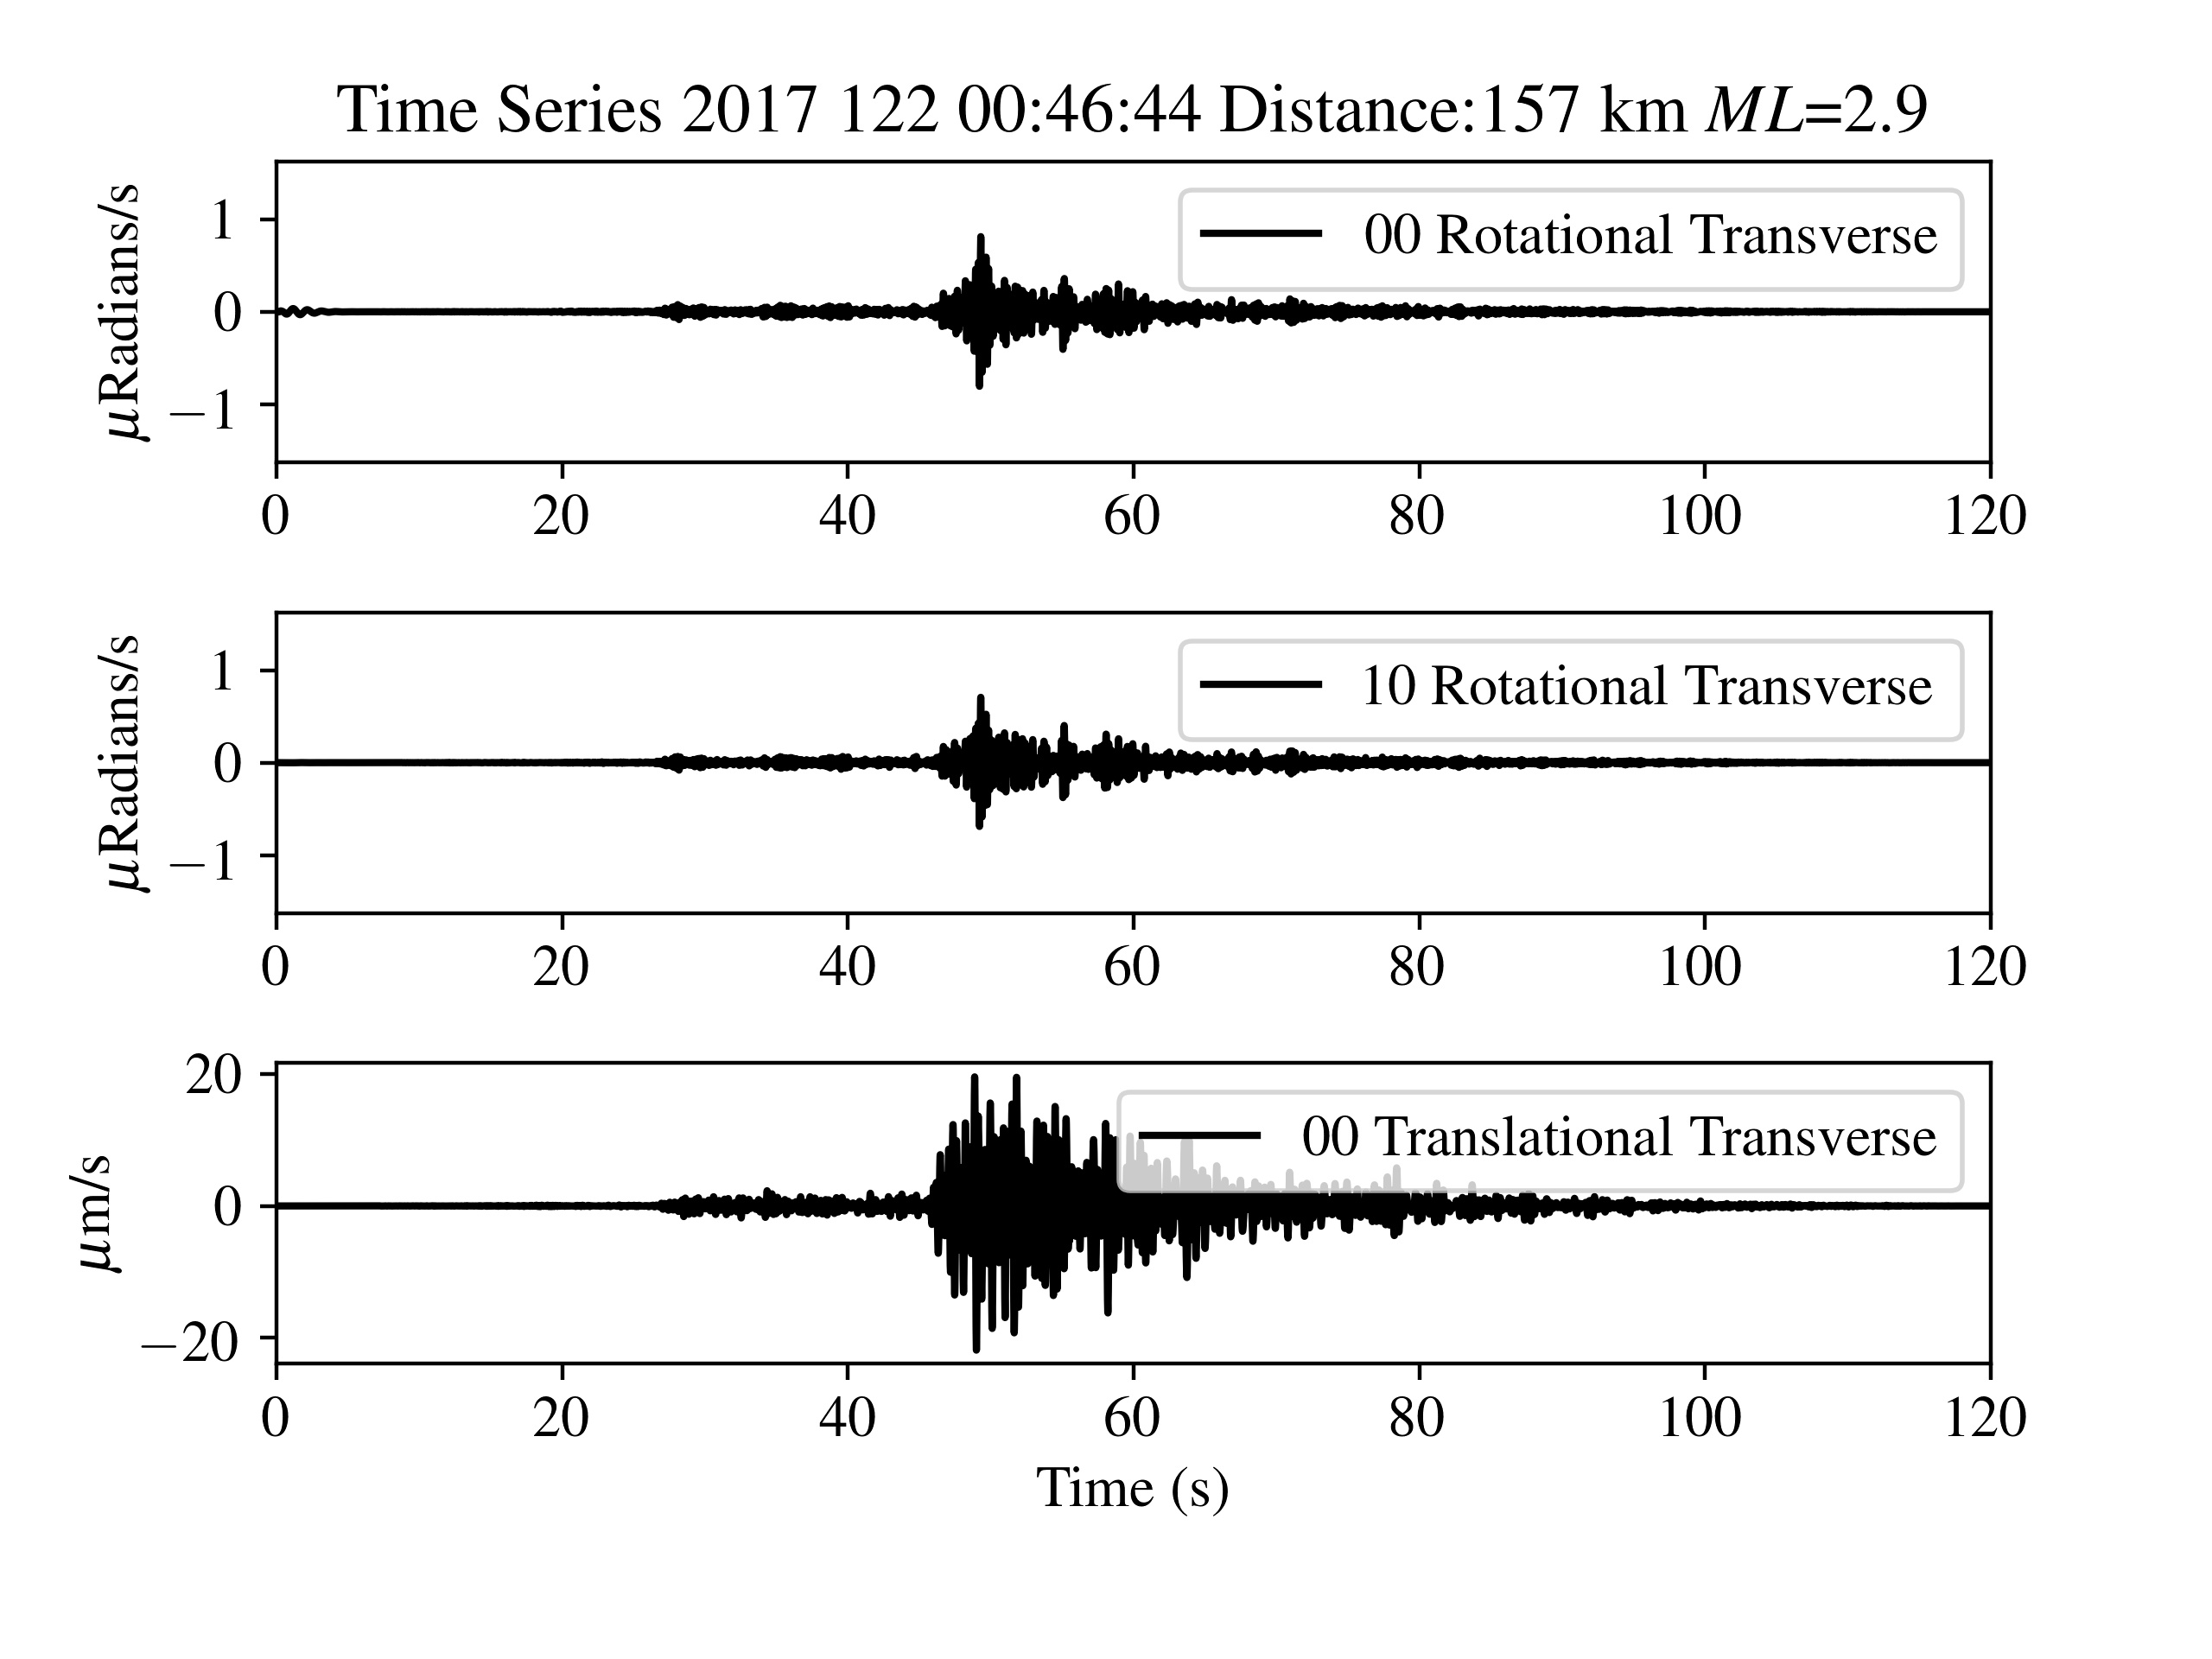 Time Series 2017 122 00:46:44 Distance:157 km ML=2.9
μRadians/s
1
0
−1
00 Rotational Transverse
0 20 40 60 80 100 120
μRadians/s
1
0
−1
10 Rotational Transverse
0 20 40 60 80 100 120
μm/s
20
0
−20
00 Translational Transverse
0 20 40 60 80 100 120
Time (s)